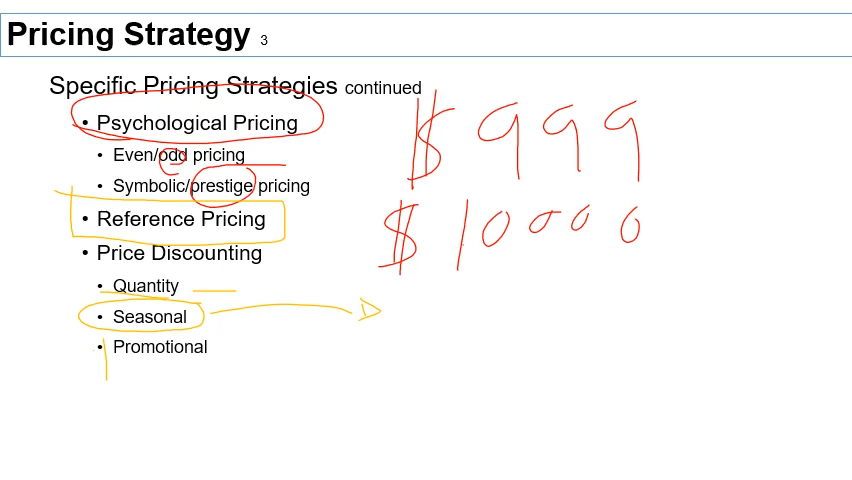 Pricing Strategy 3
Specific Pricing Strategies continued
• Psychological Pricing
• Even/odd pricing
• Symbolic/prestige pricing
• Reference Pricing
• Price Discounting
• Quantity
• Seasonal
• Promotional
$ 999
$ 10000